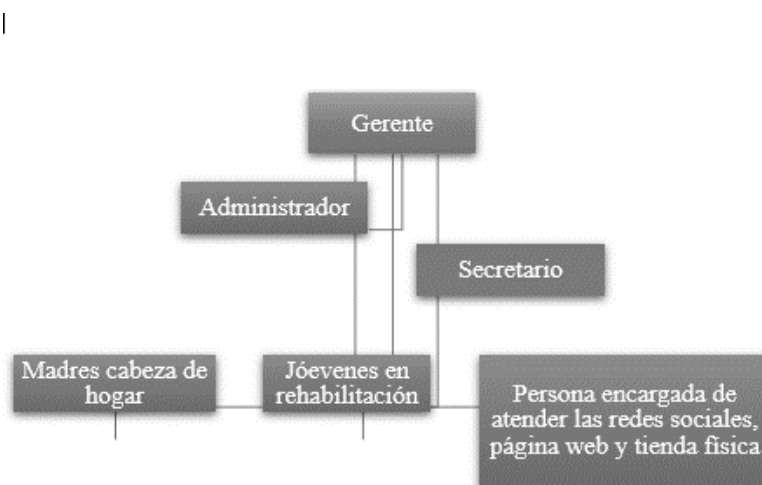 Gerente
Administrador
Secretario
Madres cabeza de
hogar
Jóevenes en
rehabilitación
Persona encargada de
atender las redes sociales,
página web y tienda física